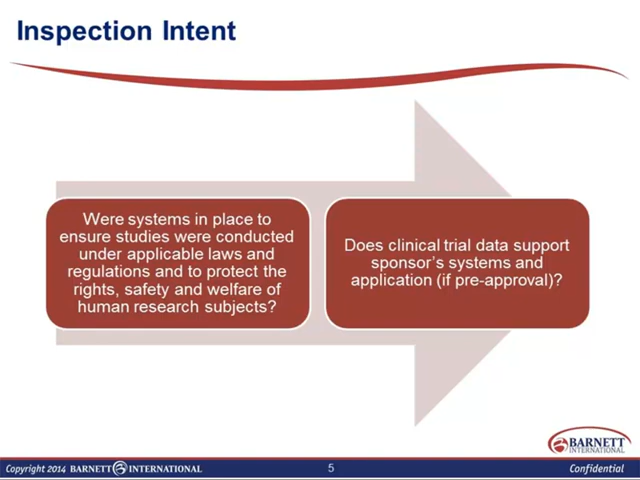 Inspection Intent
Were systems in place to
ensure studies were conducted
under applicable laws and
regulations and to protect the
rights, safety and welfare of
human research subjects?
Does clinical trial data support
sponsor's systems and
application (if pre-approval)?
BARNETT
INTERNATIONAL
Copyright 2014 BARNETT INTERNATIONAL
5
Confidential